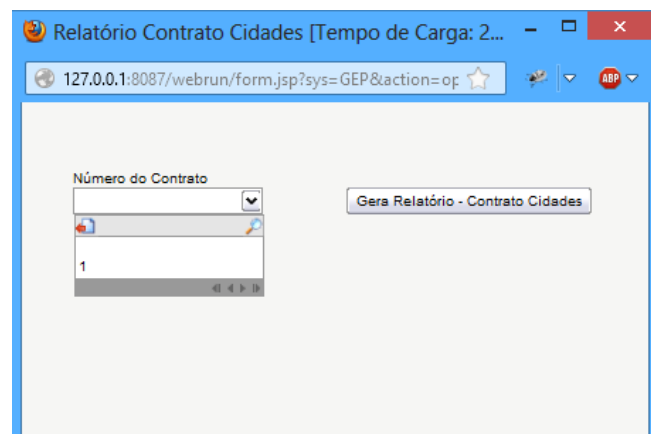 Relatório Contrato Cidades [Tempo de Carga: 2...
127.0.0.1:8087/webrun/form.jsp?sys=GEP&action=op
ABP
Número do Contrato
Gera Relatório - Contrato Cidades
1